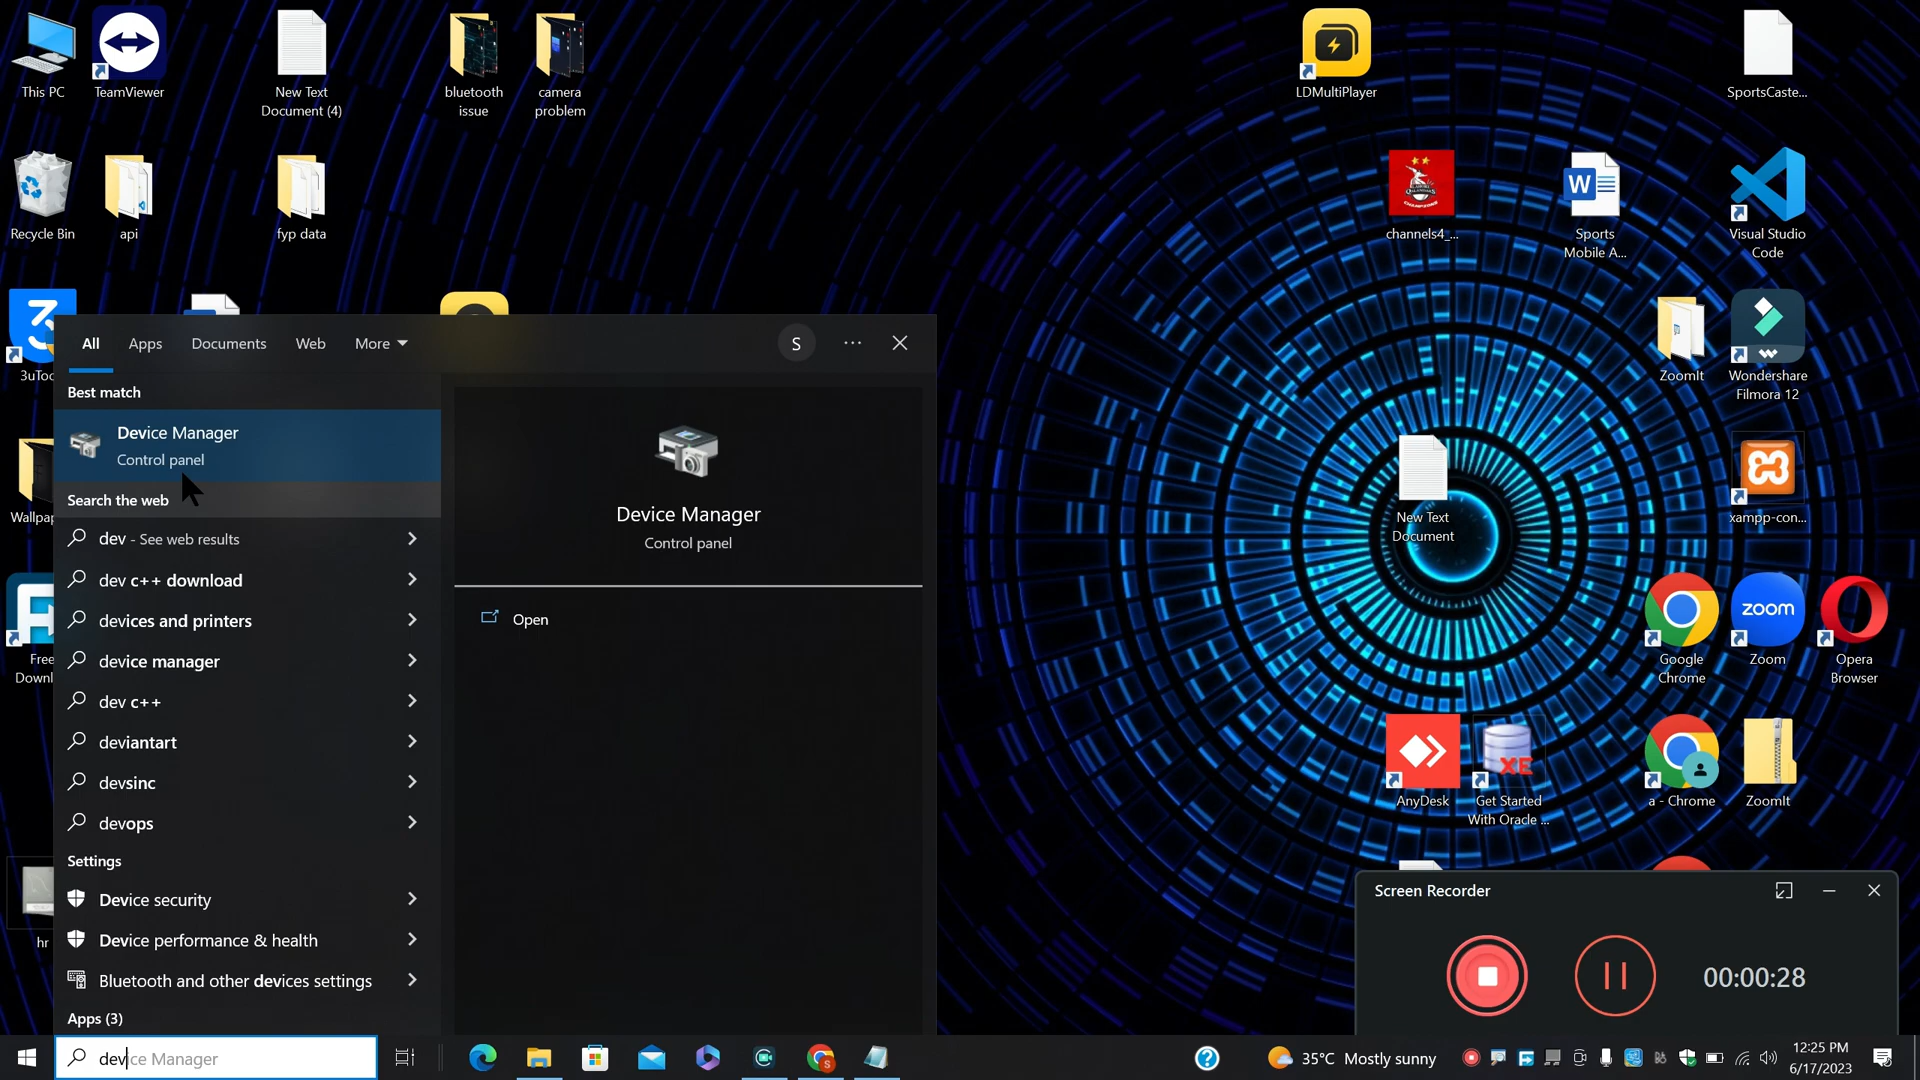 This PC
TeamViewer
New Text
Document (4)
bluetooth
issue
camera
problem
LDMultiPlayer
SportsCaste...
Recycle Bin
api
fyp data
channels4_...
W
Sports
Mobile A...
Visual Studio
Code
ZoomIt
Wondershare
Filmora 12
All
Apps
Documents
Web
More
S
Best match
Device Manager
Control panel
Search the web
dev - See web results
dev c++ download
devices and printers
device manager
dev c++
deviantart
devsinc
devops
Settings
Device security
Device performance & health
Bluetooth and other devices settings
Apps (3)
device Manager
Device Manager
Control panel
Open
3uToo
Wallpap
Free
Downl
hr
New Text
Document
xampp-con...
Google
Chrome
zoom
Zoom
Opera
Browser
AnyDesk
XE
Get Started
With Oracle ...
a - Chrome
ZoomIt
Screen Recorder
00:00:28
35°C Mostly sunny
12:25 PM
6/17/2023